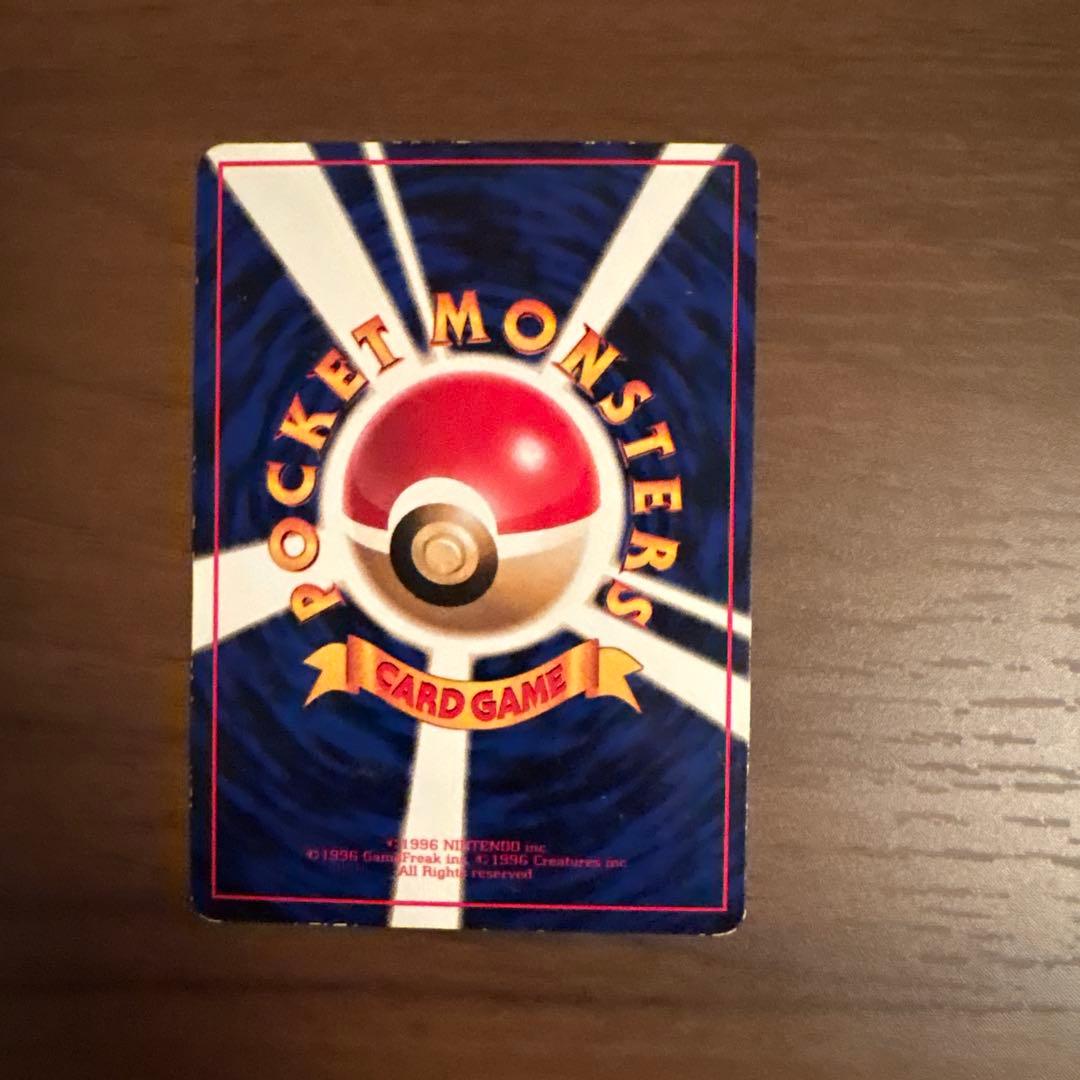 POCKET MONSTERS
CARD GAME
©1996 NINTENDO inc
©1996 GameFreak inc ©1996 Creatures inc
All Rights reserved